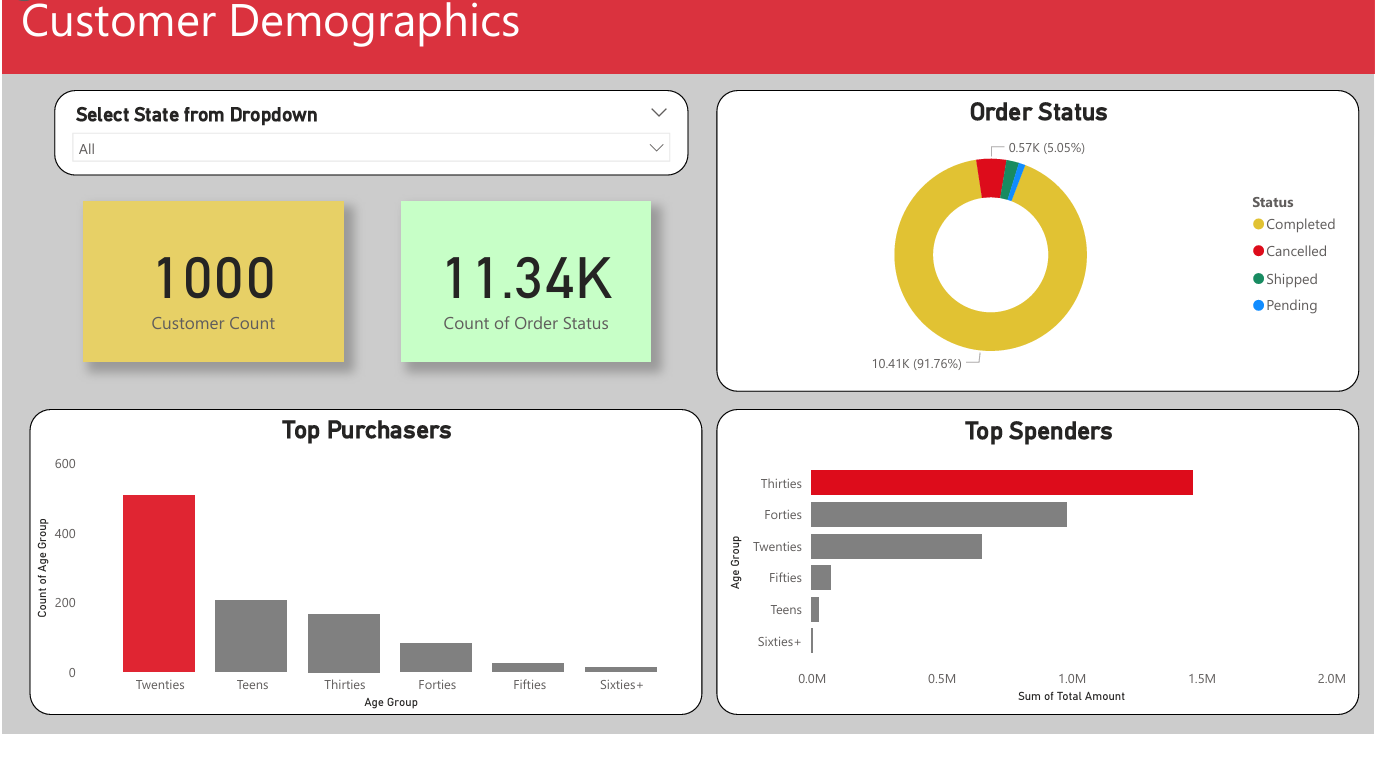 Customer Demographics
Select State from Dropdown
All
1000
Customer Count
11.34K
Count of Order Status
Order Status
0.57K (5.05%)
10.41K (91.76%)
Status
Completed
Cancelled
Shipped
Pending
Top Purchasers
Count of Age Group
600
400
200
0
Twenties Teens Thirties Forties Fifties Sixties+
Age Group
Top Spenders
Age Group
Thirties
Forties
Twenties
Fifties
Teens
Sixties+
0.0M 0.5M 1.0M 1.5M 2.0M
Sum of Total Amount